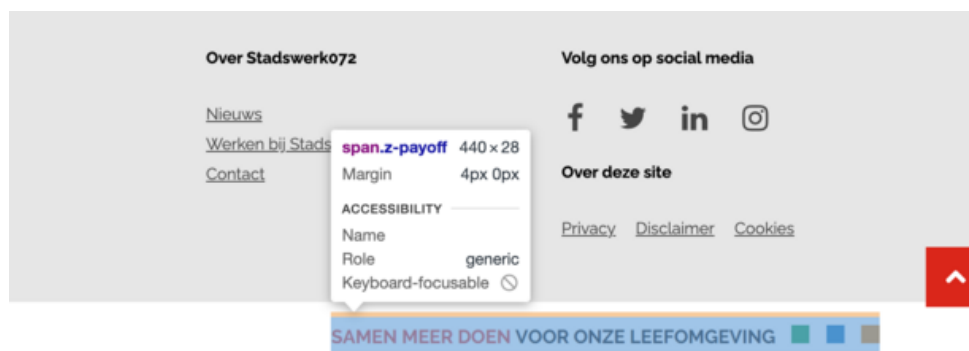 Over Stadswerk072
Nieuws
Werken bij Stads
Contact
Volg ons op social media
Over deze site
Privacy Disclaimer Cookies
span.z-payoff 440 × 28
Margin 4px 0px
ACCESSIBILITY
Name
Role generic
Keyboard-focusable
SAMEN MEER DOEN VOOR ONZE LEEFOMGEVING